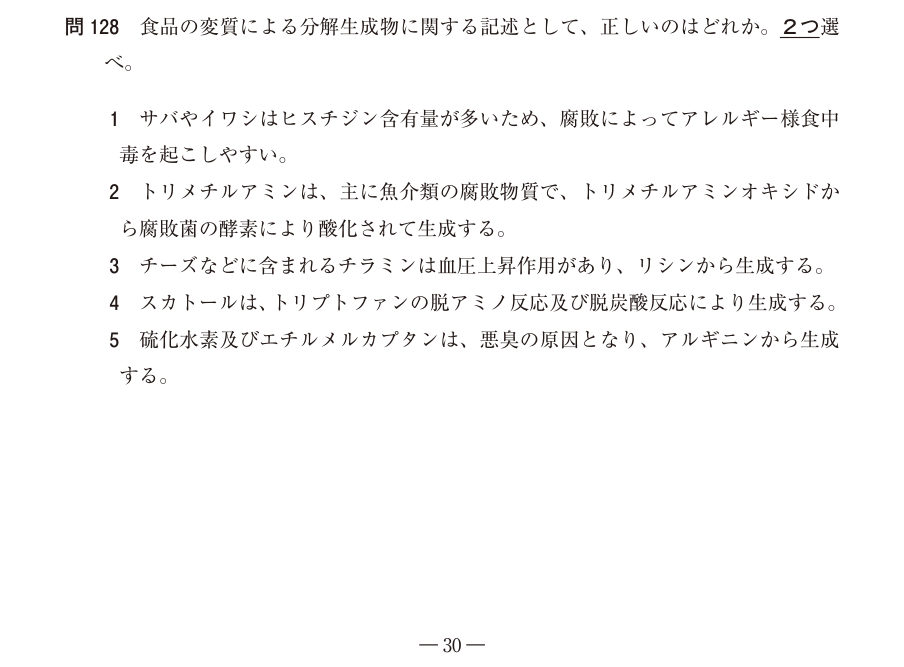 問 128　食品の変質による分解生成物に関する記述として、正しいのはどれか。２つ選
べ。
1　サバやイワシはヒスチジン含有量が多いため、腐敗によってアレルギー様食中
毒を起こしやすい。
2　トリメチルアミンは、主に魚介類の腐敗物質で、トリメチルアミンオキシドか
ら腐敗菌の酵素により酸化されて生成する。
3　チーズなどに含まれるチラミンは血圧上昇作用があり、リシンから生成する。
4　スカトールは、トリプトファンの脱アミノ反応及び脱炭酸反応により生成する。
5　硫化水素及びエチルメルカプタンは、悪臭の原因となり、アルギニンから生成
する。
― 30 ―